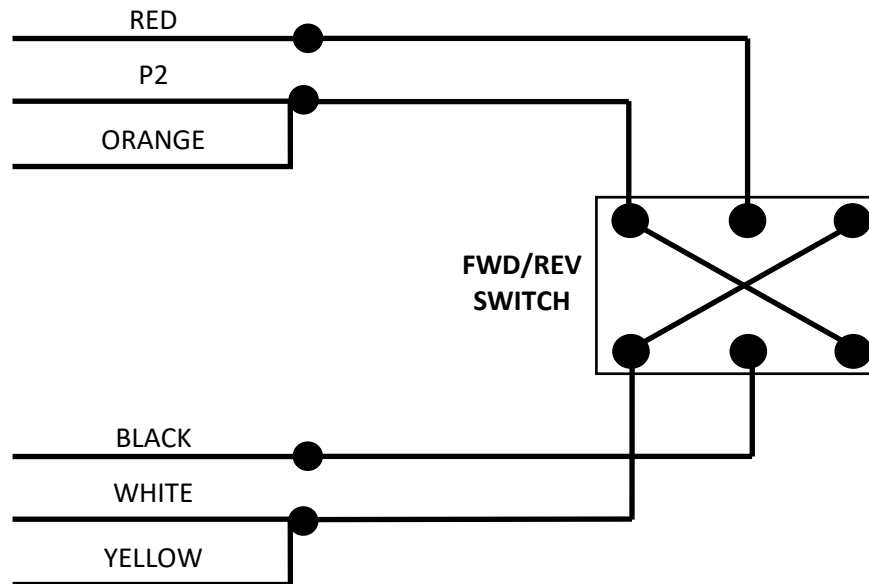 RED
P2
ORANGE
FWD/REV
SWITCH
BLACK
WHITE
YELLOW